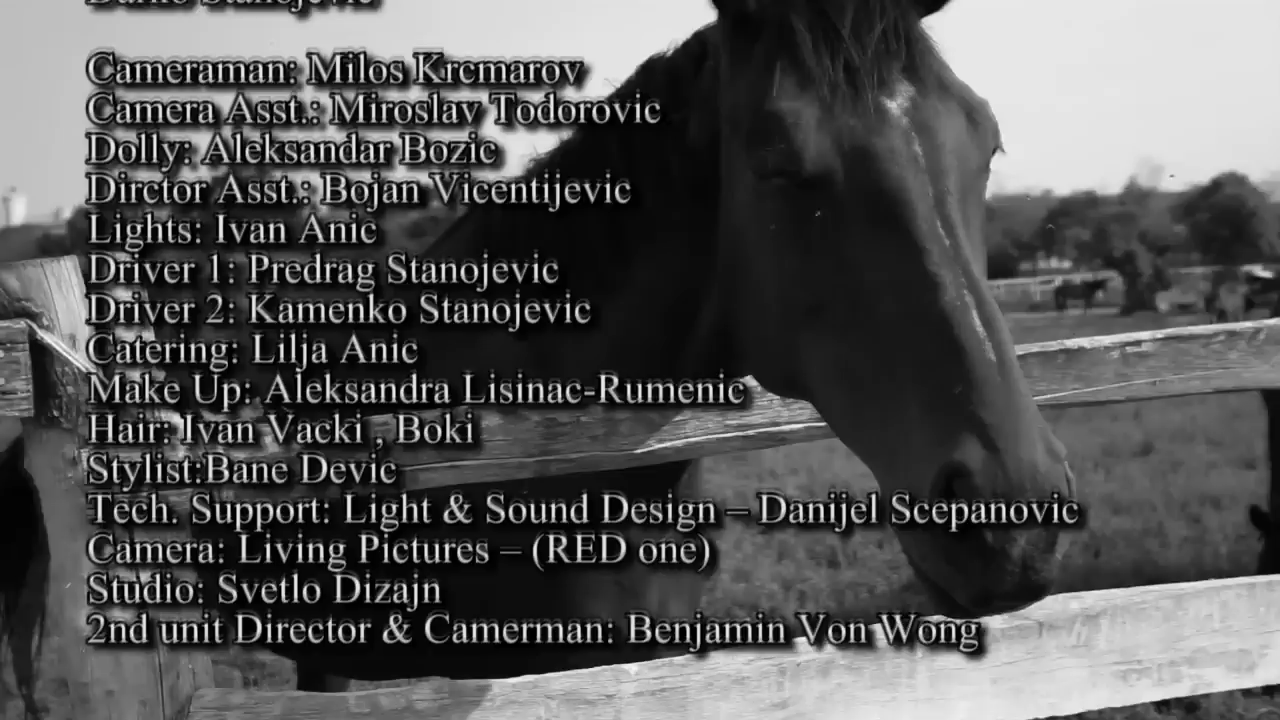 Darko Stanojevic
Cameraman: Milos Krcmarov
Camera Asst.: Miroslav Todorovic
Dolly: Aleksandar Bozic
Dirctor Asst.: Bojan Vicentijevic
Lights: Ivan Anic
Driver 1: Predrag Stanojevic
Driver 2: Kamenko Stanojevic
Catering: Lilja Anic
Make Up: Aleksandra Lisinac-Rumenic
Hair: Ivan Vacki , Boki
Stylist:Bane Devic
Tech. Support: Light & Sound Design – Danijel Scepanovic
Camera: Living Pictures – (RED one)
Studio: Svetlo Dizajn
2nd unit Director & Camerman: Benjamin Von Wong